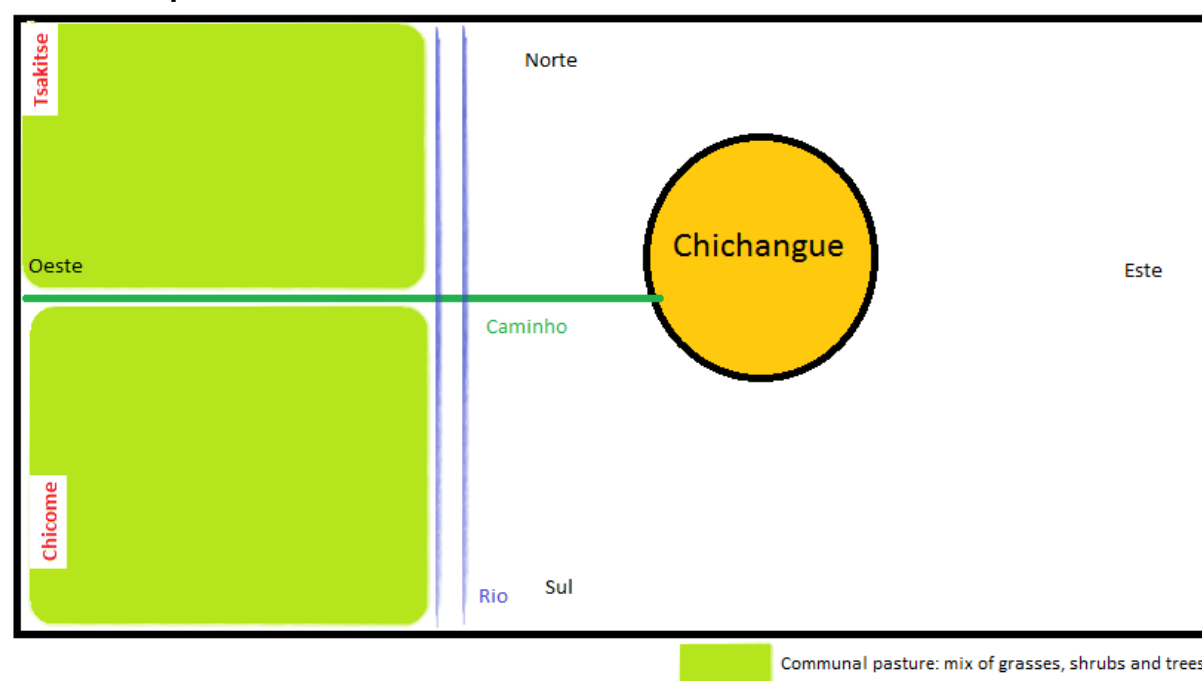 Tsakitse
Norte
Chichangue
Oeste
Este
Caminho
Chicome
Sul
Rio
Communal pasture: mix of grasses, shrubs and trees